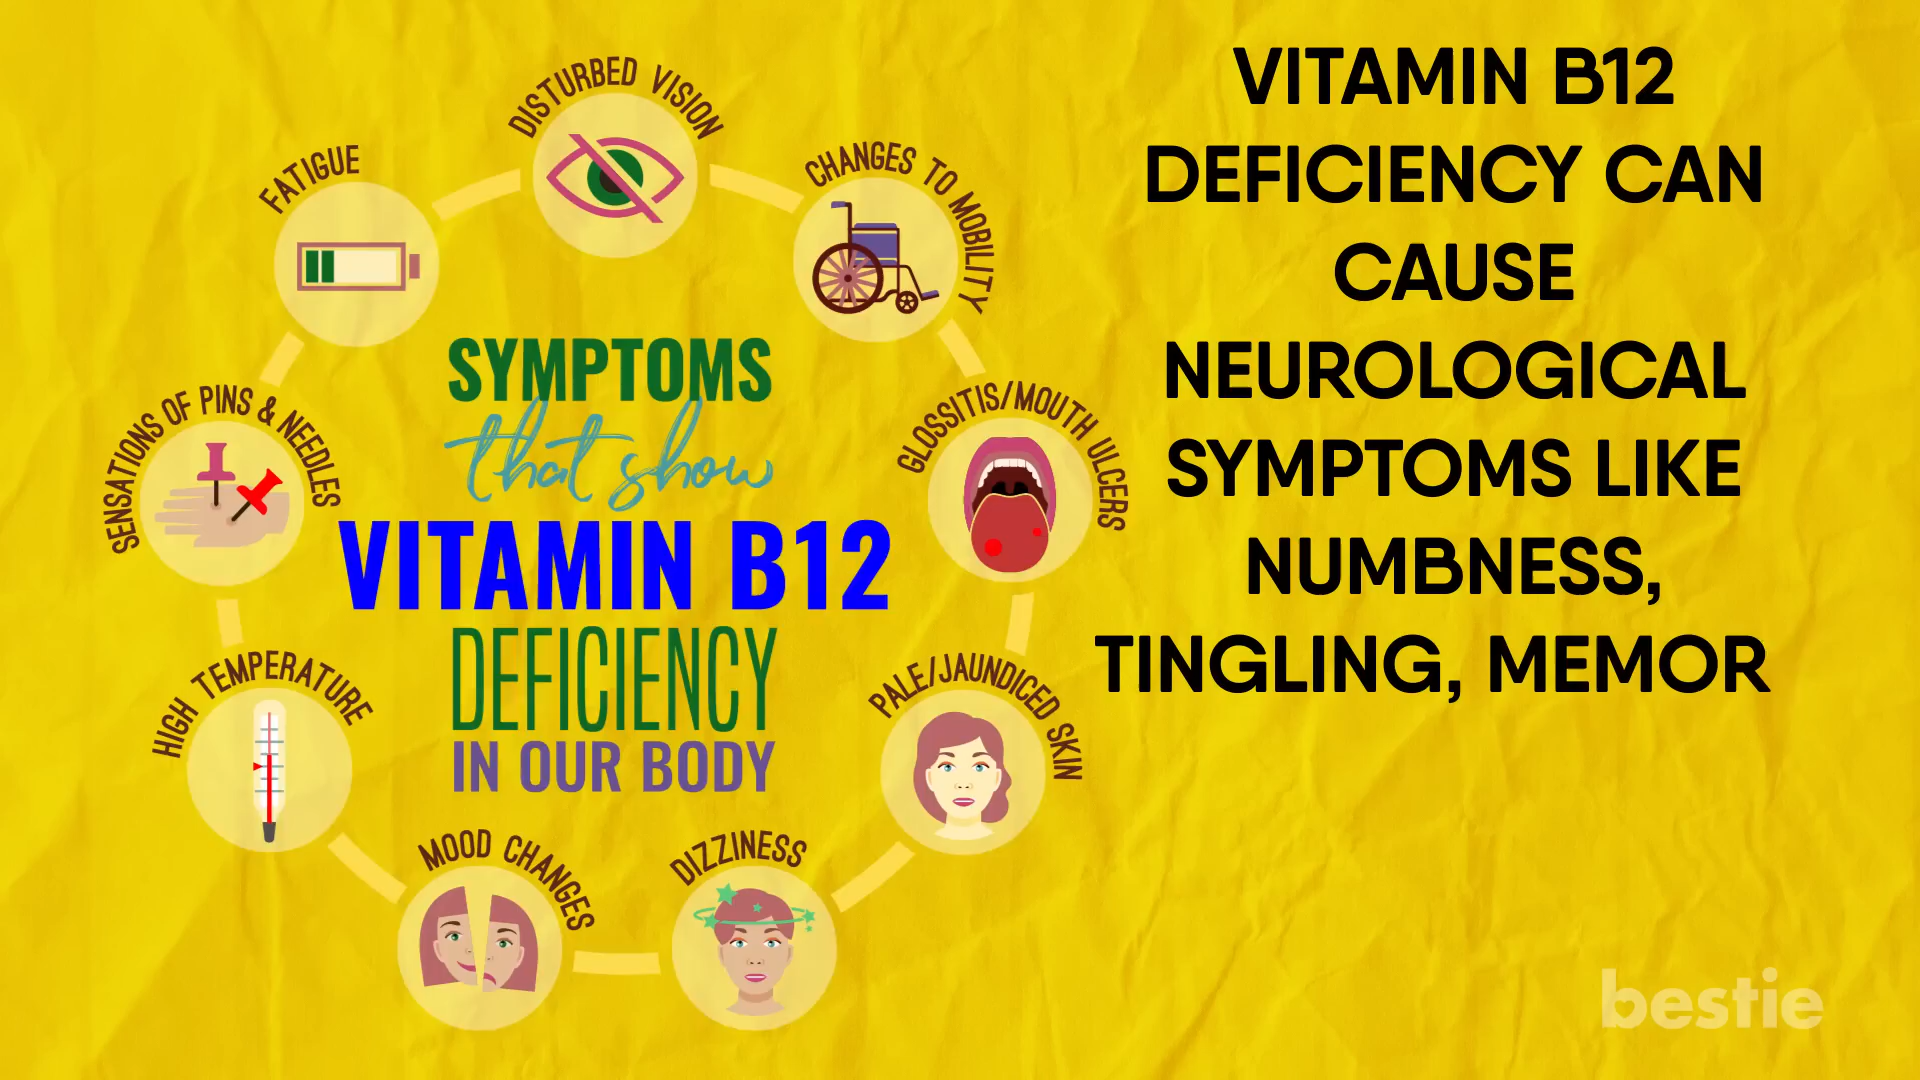 DISTURBED VISION
FATIGUE
CHANGES TO MOBILITY
SENSATIONS OF PINS & NEEDLES
GLOSSITIS/MOUTH ULCERS
HIGH TEMPERATURE
PALE/JAUNDICED SKIN
MOOD CHANGES
DIZZINESS
SYMPTOMS
that show
VITAMIN B12
DEFICIENCY
IN OUR BODY
VITAMIN B12
DEFICIENCY CAN
CAUSE
NEUROLOGICAL
SYMPTOMS LIKE
NUMBNESS,
TINGLING, MEMOR
bestie